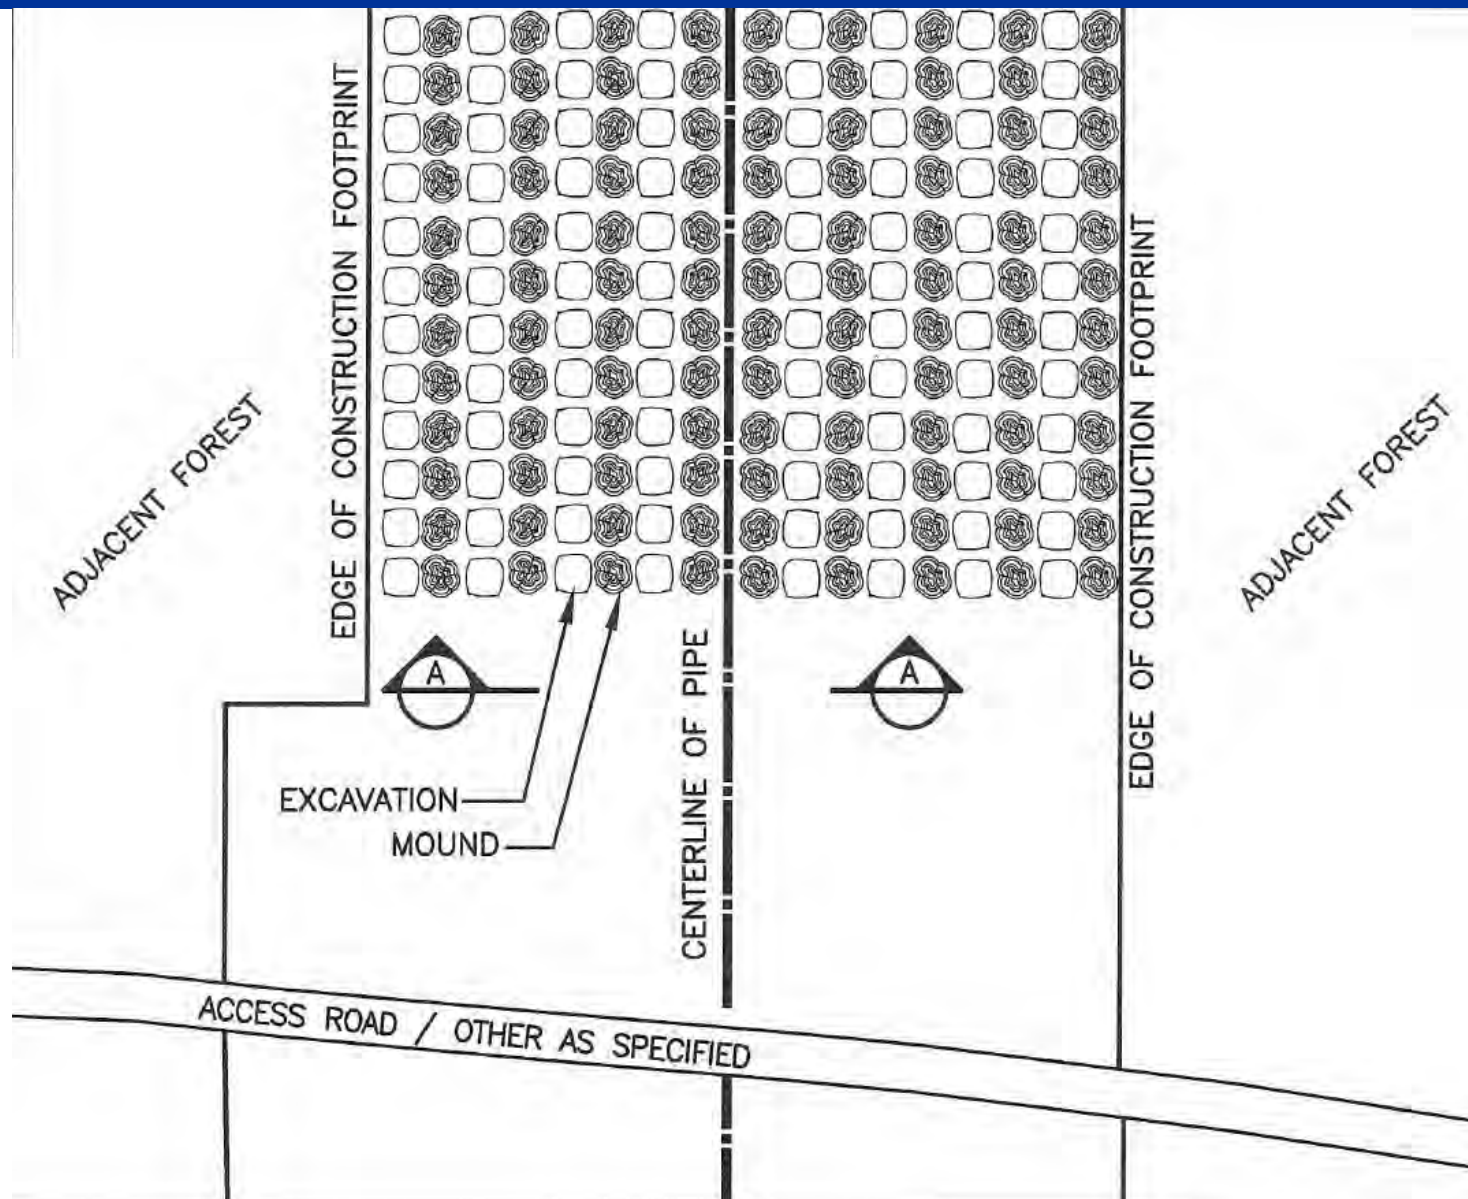 EDGE OF CONSTRUCTION FOOTPRINT
EDGE OF CONSTRUCTION FOOTPRINT
ADJACENT FOREST
ADJACENT FOREST
A
A
CENTERLINE OF PIPE
EXCAVATION
MOUND
ACCESS ROAD / OTHER AS SPECIFIED